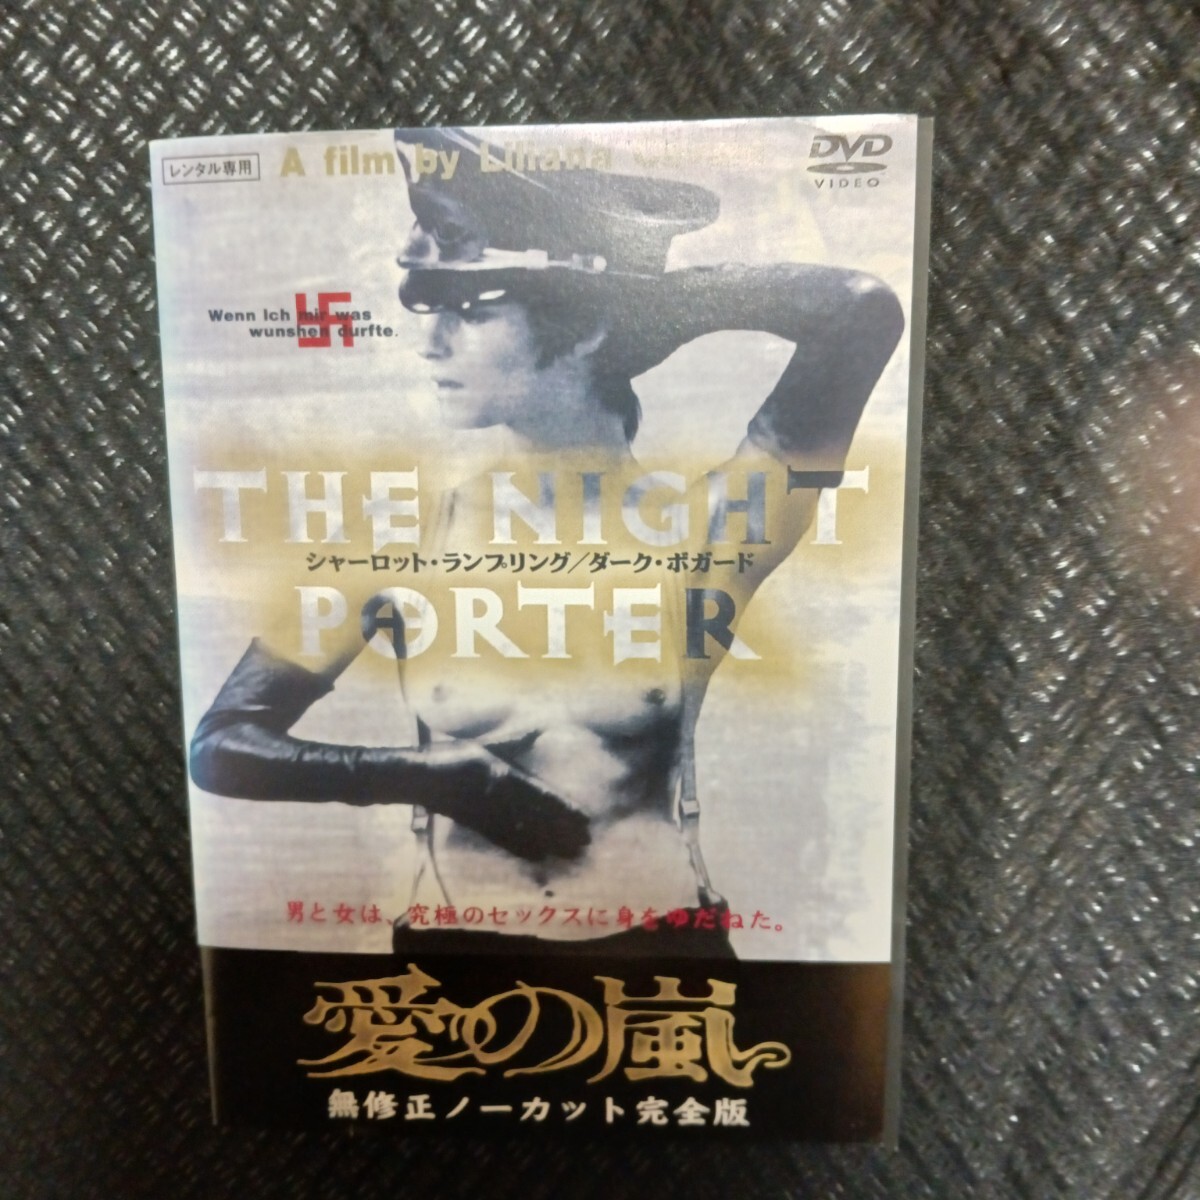 レンタル専用
A film by Liliana
DVD
VIDEO
Wenn Ich mir was
wunshen durfte.
THE NIGHT
シャーロット・ランプリング/ダーク・ボガード
PORTER
男と女は、究極のセックスに身をゆだねた。
愛の嵐
無修正ノーカット完全版